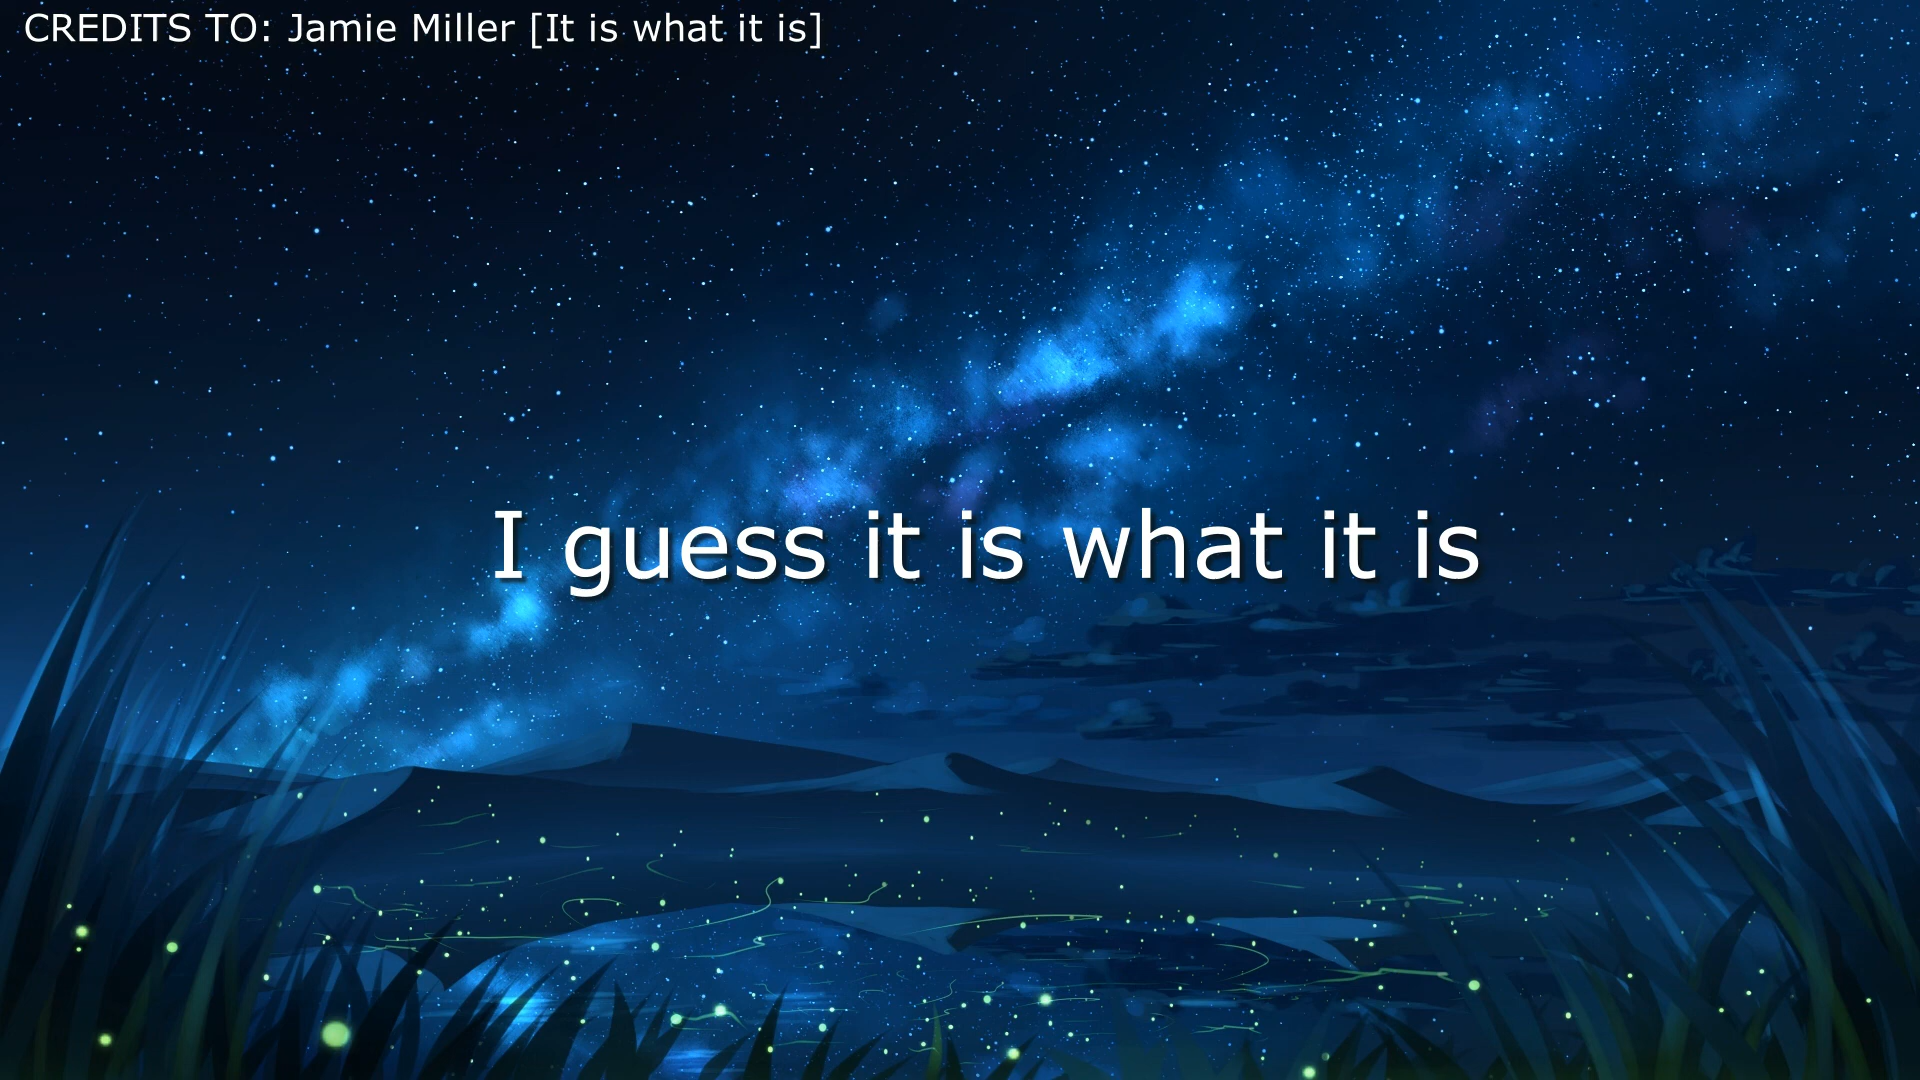 CREDITS TO: Jamie Miller [It is what it is]
I guess it is what it is